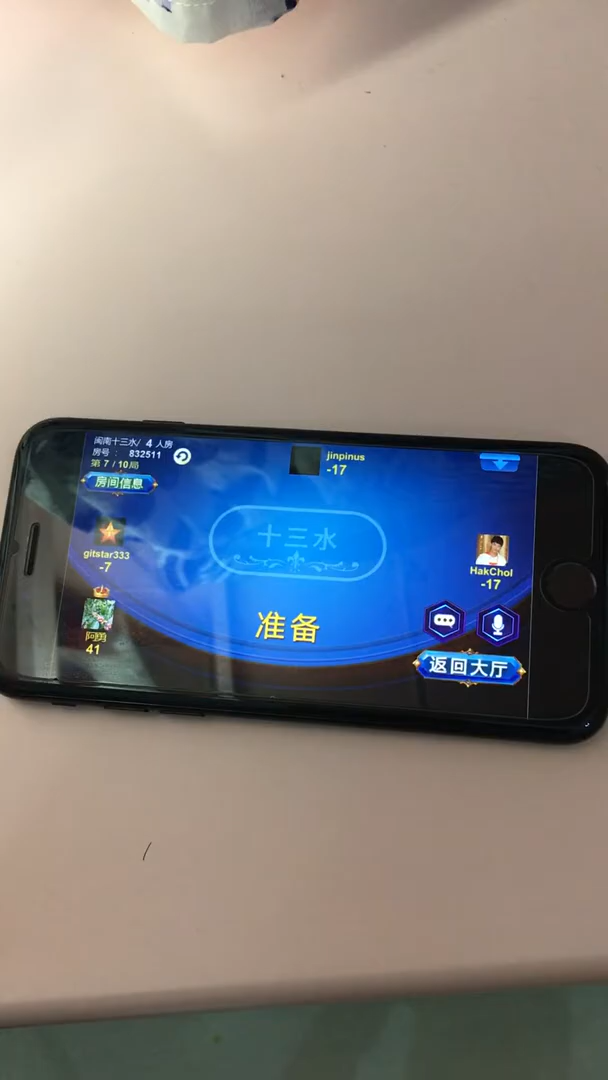 闽南十三水/ 4 人房
房号： 832511
第 7 / 10局
房间信息
jinpinus
-17
十三水
gitstar333
-7
HakChol
-17
阿勇
41
准备
返回大厅